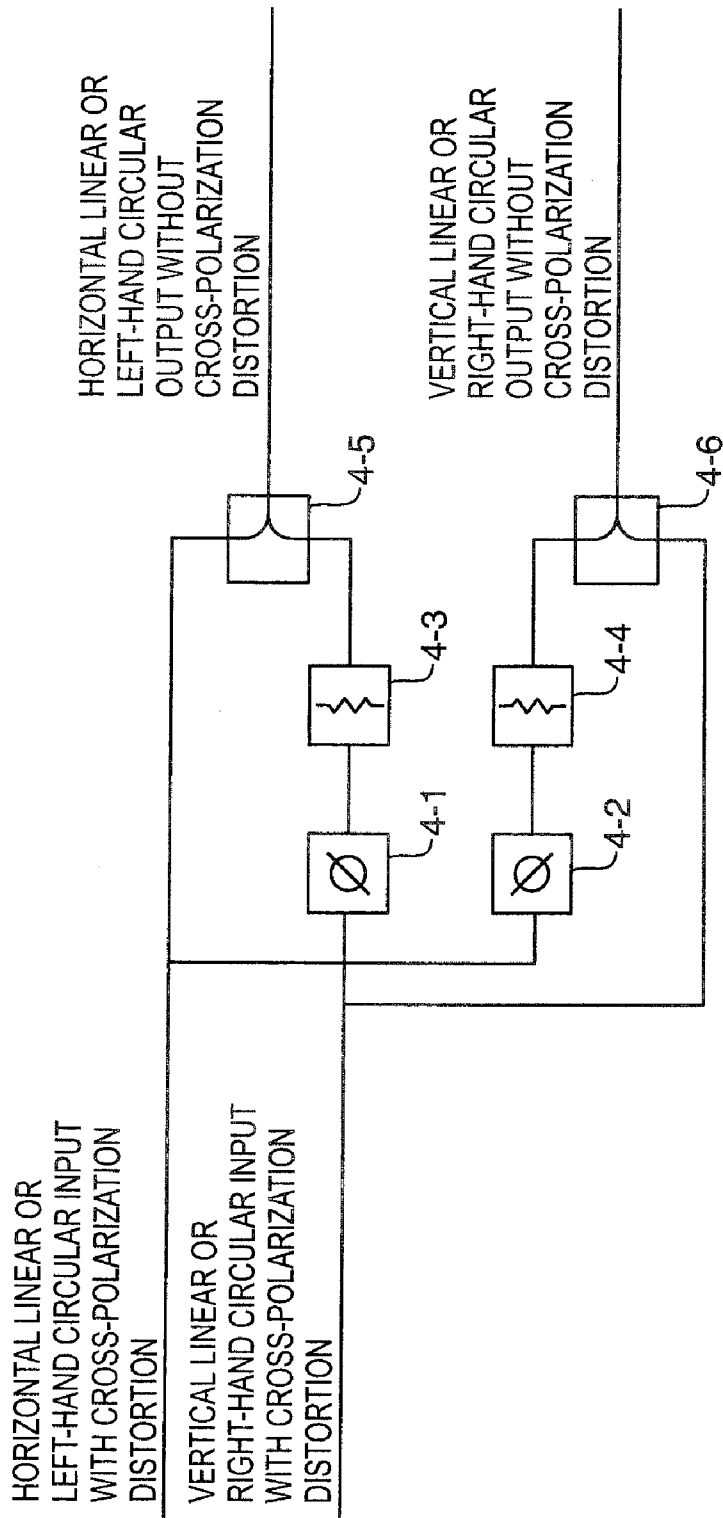 HORIZONTAL LINEAR OR
LEFT-HAND CIRCULAR INPUT
WITH CROSS-POLARIZATION
DISTORTION
VERTICAL LINEAR OR
RIGHT-HAND CIRCULAR INPUT
WITH CROSS-POLARIZATION
DISTORTION
HORIZONTAL LINEAR OR
LEFT-HAND CIRCULAR
OUTPUT WITHOUT
CROSS-POLARIZATION
DISTORTION
4-5
4-3
4-1
VERTICAL LINEAR OR
RIGHT-HAND CIRCULAR
OUTPUT WITHOUT
CROSS-POLARIZATION
DISTORTION
4-6
4-4
4-2